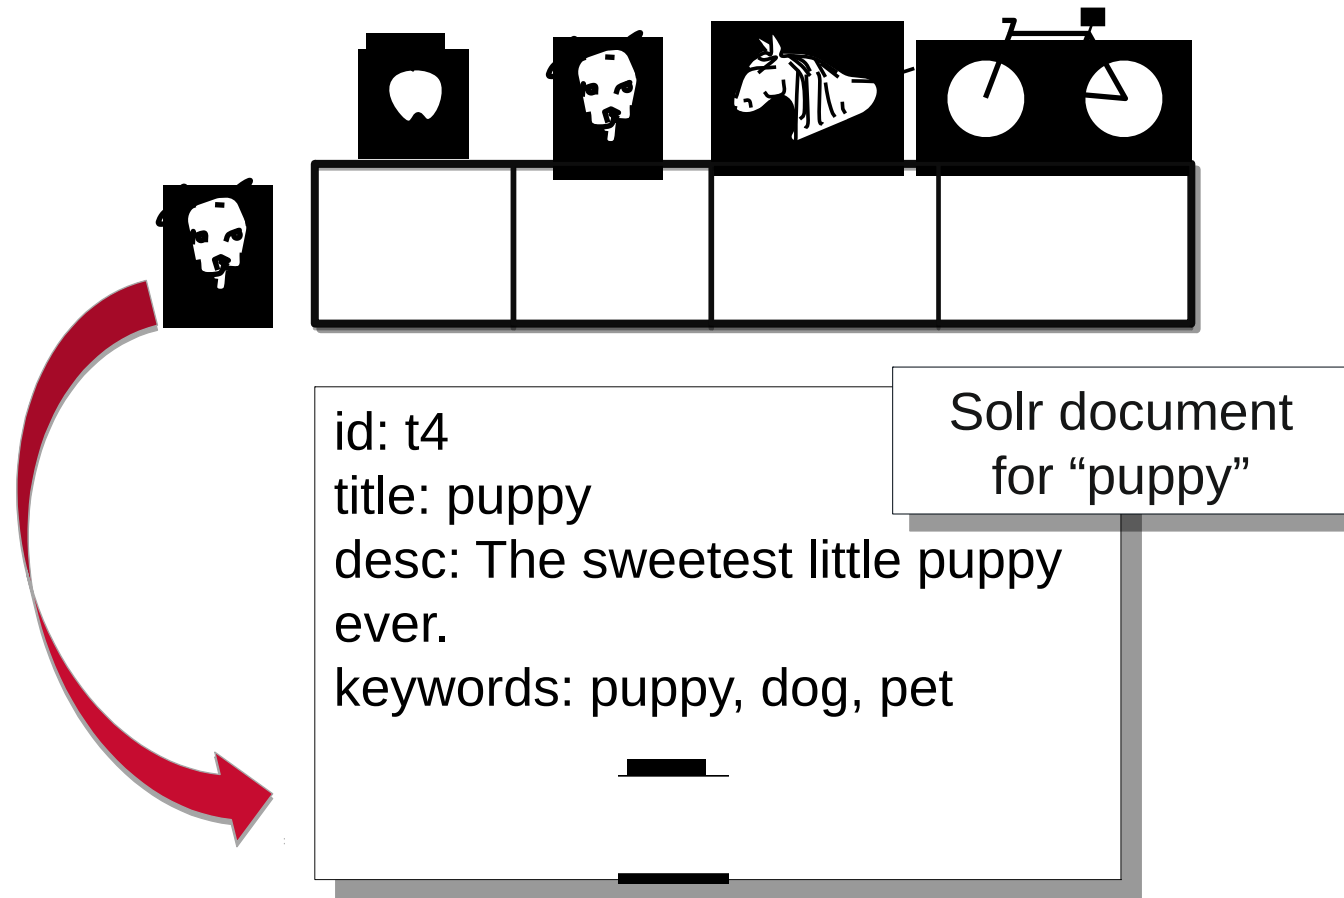 id: t4
title: puppy
desc: The sweetest little puppy
ever.
keywords: puppy, dog, pet
Solr document
for “puppy”